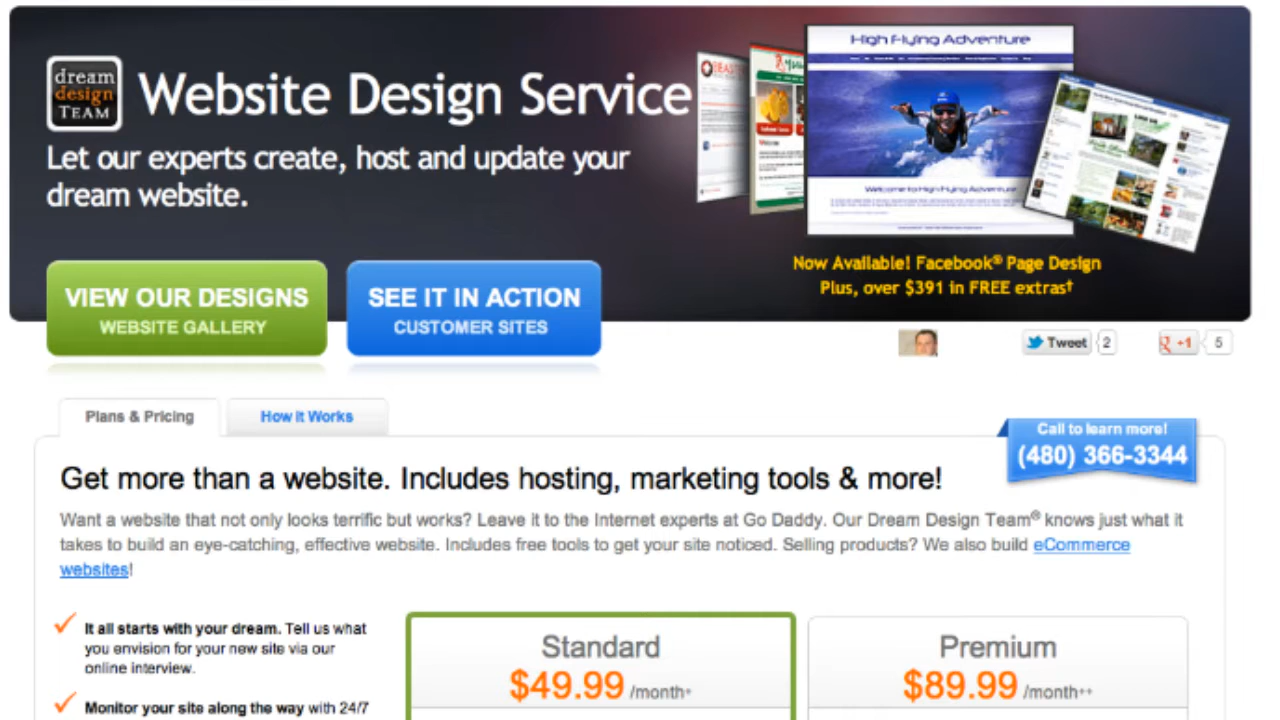 dream
design
TEAM
Website Design Service
Let our experts create, host and update your
dream website.
High Flying Adventure
Welcome to High Flying Adventure
Now Available! Facebook® Page Design
Plus, over $391 in FREE extras†
VIEW OUR DESIGNS
WEBSITE GALLERY
SEE IT IN ACTION
CUSTOMER SITES
Tweet 2
+1 5
Plans & Pricing
How it Works
Call to learn more!
(480) 366-3344
Get more than a website. Includes hosting, marketing tools & more!
Want a website that not only looks terrific but works? Leave it to the Internet experts at Go Daddy. Our Dream Design Team® knows just what it
takes to build an eye-catching, effective website. Includes free tools to get your site noticed. Selling products? We also build eCommerce
websites!
It all starts with your dream. Tell us what
you envision for your new site via our
online interview.
Monitor your site along the way with 24/7
Standard
$49.99 /month+
Premium
$89.99 /month++